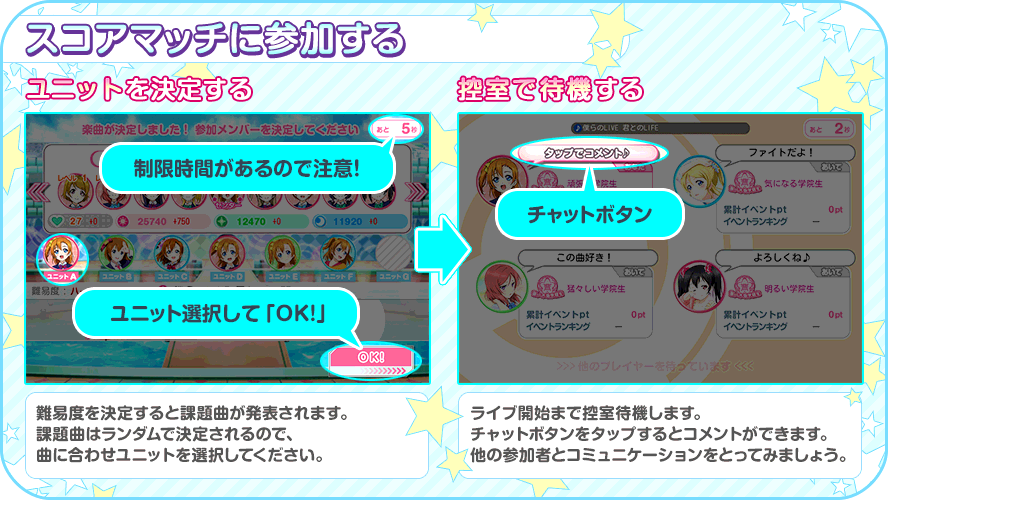 スコアマッチに参加する
ユニットを決定する
楽曲が決定しました! 参加メンバーを決定してください
あと 5秒
制限時間があるので注意!
27 +0 25740 +750 12470 +0 11920 +0
ユニットA ユニットB ユニットC ユニットD ユニットE ユニットF ユニットG
難易度:
ユニット選択して「OK!」
OK!
難易度を決定すると課題曲が発表されます。
課題曲はランダムで決定されるので、
曲に合わせユニットを選択してください。
控室で待機する
僕らのLIVE 君とのLIFE
あと 2秒
タップでコメント♪
チャットボタン
ファイトだよ!
あいて
気になる学院生
累計イベントpt 0pt
イベントランキング ー
この曲好き!
あいて
猛々しい学院生
累計イベントpt 0pt
イベントランキング ー
よろしくね♪
あいて
明るい学院生
累計イベントpt 0pt
イベントランキング ー
>>> 他のプレイヤーを待っています <<<
ライブ開始まで控室待機します。
チャットボタンをタップするとコメントができます。
他の参加者とコミュニケーションをとってみましょう。